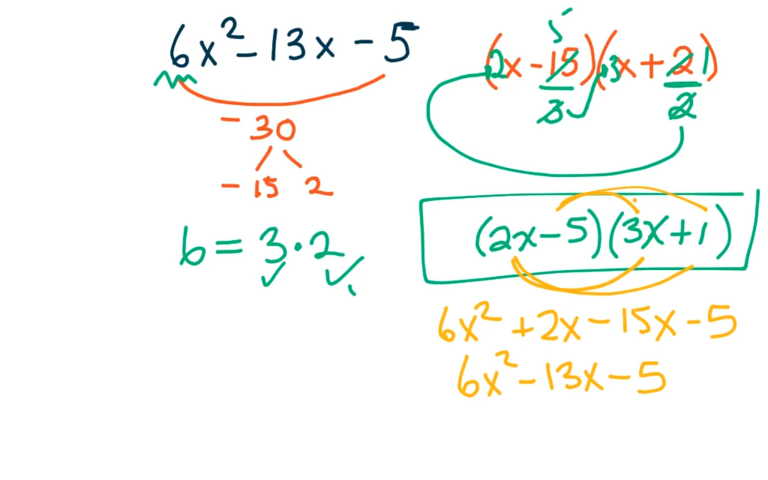 6x² - 13x - 5
- 30
- 15 2
6 = 3 · 2
5
(2x - 15)(3x + 21)
3 2
(2x - 5)(3x + 1)
6x² + 2x - 15x - 5
6x² - 13x - 5